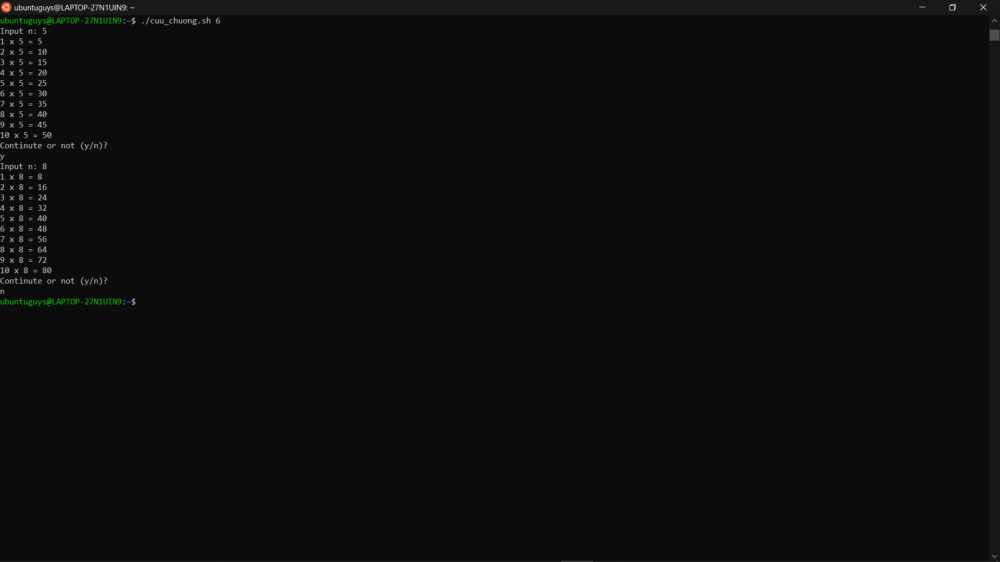 ubuntuguys@LAPTOP-27N1UIN9: ~
ubuntuguys@LAPTOP-27N1UIN9:~$ ./cuu_chuong.sh 6
Input n: 5
1 x 5 = 5
2 x 5 = 10
3 x 5 = 15
4 x 5 = 20
5 x 5 = 25
6 x 5 = 30
7 x 5 = 35
8 x 5 = 40
9 x 5 = 45
10 x 5 = 50
Continute or not (y/n)?
y
Input n: 8
1 x 8 = 8
2 x 8 = 16
3 x 8 = 24
4 x 8 = 32
5 x 8 = 40
6 x 8 = 48
7 x 8 = 56
8 x 8 = 64
9 x 8 = 72
10 x 8 = 80
Continute or not (y/n)?
n
ubuntuguys@LAPTOP-27N1UIN9:~$